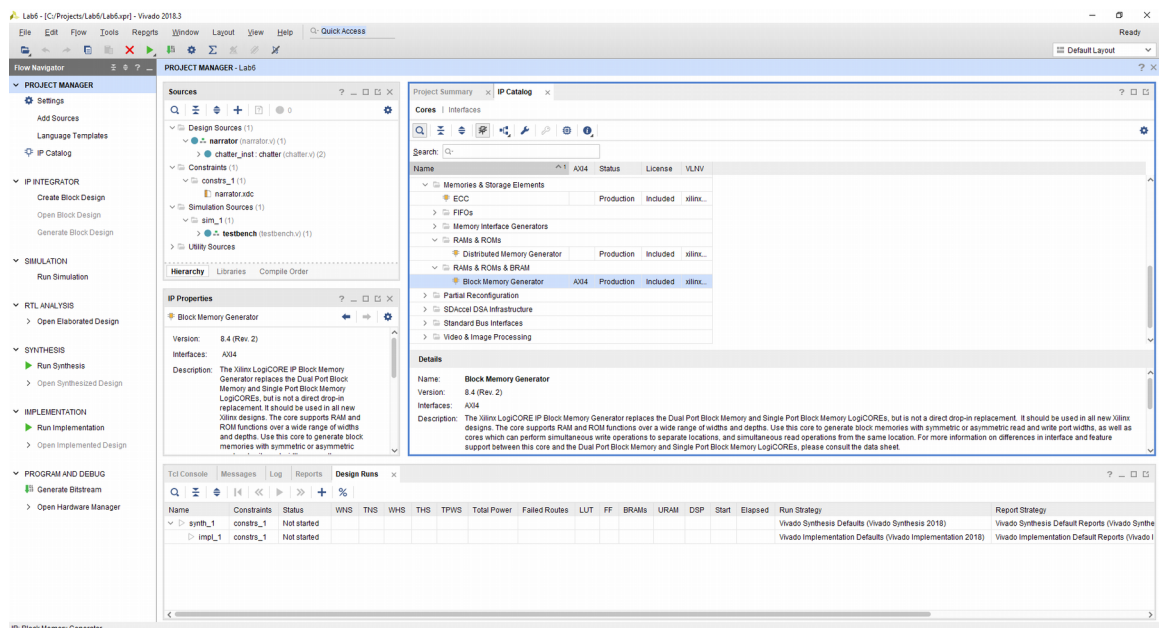 Lab6 - [C:/Projects/Lab6/Lab6.xpr] - Vivado 2018.3
File Edit Flow Tools Reports Window Layout View Help Quick Access
Ready
Default Layout
Flow Navigator
PROJECT MANAGER
Settings
Add Sources
Language Templates
IP Catalog
IP INTEGRATOR
Create Block Design
Open Block Design
Generate Block Design
SIMULATION
Run Simulation
RTL ANALYSIS
Open Elaborated Design
SYNTHESIS
Run Synthesis
Open Synthesized Design
IMPLEMENTATION
Run Implementation
Open Implemented Design
PROGRAM AND DEBUG
Generate Bitstream
Open Hardware Manager
PROJECT MANAGER - Lab6
Sources
0
Design Sources (1)
narrator (narrator.v) (1)
chatter_inst : chatter (chatter.v) (2)
Constraints (1)
constrs_1 (1)
narrator.xdc
Simulation Sources (1)
sim_1 (1)
testbench (testbench.v) (1)
Utility Sources
Hierarchy Libraries Compile Order
IP Properties
Block Memory Generator
Version: 8.4 (Rev. 2)
Interfaces: AXI4
Description: The Xilinx LogiCORE IP Block Memory
Generator replaces the Dual Port Block
Memory and Single Port Block Memory
LogiCOREs, but is not a direct drop-in
replacement. It should be used in all new
Xilinx designs. The core supports RAM and
ROM functions over a wide range of widths
and depths. Use this core to generate block
memories with symmetric or asymmetric
Project Summary IP Catalog
Cores Interfaces
Search:
Name 1 AXI4 Status License VLNV
Memories & Storage Elements
ECC Production Included xilinx...
FIFOs
Memory Interface Generators
RAMs & ROMs
Distributed Memory Generator Production Included xilinx...
RAMs & ROMs & BRAM
Block Memory Generator AXI4 Production Included xilinx...
Partial Reconfiguration
SDAccel DSA Infrastructure
Standard Bus Interfaces
Video & Image Processing
Details
Name: Block Memory Generator
Version: 8.4 (Rev. 2)
Interfaces: AXI4
Description: The Xilinx LogiCORE IP Block Memory Generator replaces the Dual Port Block Memory and Single Port Block Memory LogiCOREs, but is not a direct drop-in replacement. It should be used in all new Xilinx
designs. The core supports RAM and ROM functions over a wide range of widths and depths. Use this core to generate block memories with symmetric or asymmetric read and write port widths, as well as
cores which can perform simultaneous write operations to separate locations, and simultaneous read operations from the same location. For more information on differences in interface and feature
support between this core and the Dual Port Block Memory and Single Port Block Memory LogiCOREs, please consult the data sheet.
Tcl Console Messages Log Reports Design Runs
Name Constraints Status WNS TNS WHS THS TPWS Total Power Failed Routes LUT FF BRAMs URAM DSP Start Elapsed Run Strategy Report Strategy
synth_1 constrs_1 Not started Vivado Synthesis Defaults (Vivado Synthesis 2018) Vivado Synthesis Default Reports (Vivado Synthe
impl_1 constrs_1 Not started Vivado Implementation Defaults (Vivado Implementation 2018) Vivado Implementation Default Reports (Vivado I
IP: Block Memory Generator